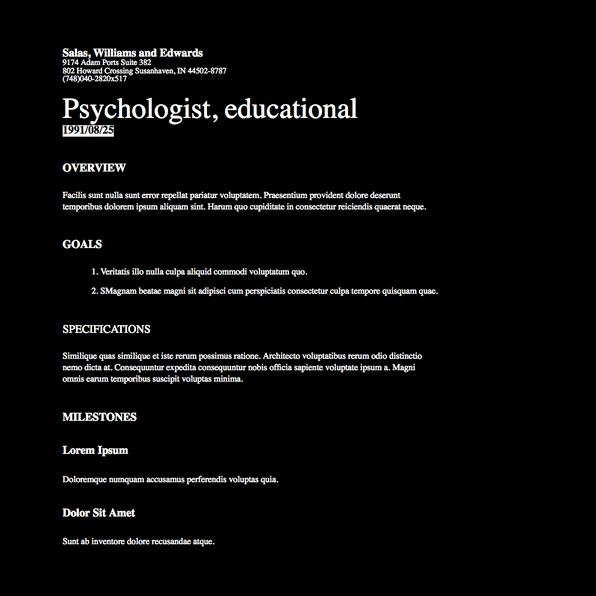 Salas, Williams and Edwards
9174 Adam Ports Suite 382
802 Howard Crossing Susanhaven, IN 44502-8787
(748)040-2820x517
Psychologist, educational
1991/08/25
OVERVIEW
Facilis sunt nulla sunt error repellat pariatur voluptatem. Praesentium provident dolore deserunt
temporibus dolorem ipsum aliquam sint. Harum quo cupiditate in consectetur reiciendis quaerat neque.
GOALS
1. Veritatis illo nulla culpa aliquid commodi voluptatum quo.
2. SMagnam beatae magni sit adipisci cum perspiciatis consectetur culpa tempore quisquam quae.
SPECIFICATIONS
Similique quas similique et iste rerum possimus ratione. Architecto voluptatibus rerum odio distinctio
nemo dicta at. Consequuntur expedita consequuntur nobis officia sapiente voluptate ipsum a. Magni
omnis earum temporibus suscipit voluptas minima.
MILESTONES
Lorem Ipsum
Doloremque numquam accusamus perferendis voluptas quia.
Dolor Sit Amet
Sunt ab inventore dolore recusandae atque.